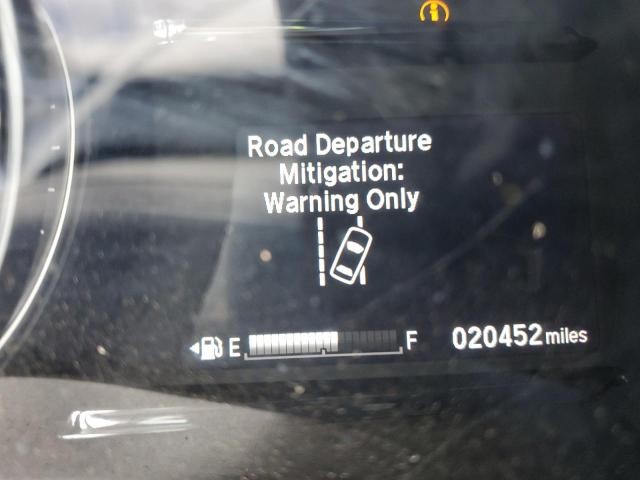 Road Departure
Mitigation:
Warning Only
E F 020452 miles